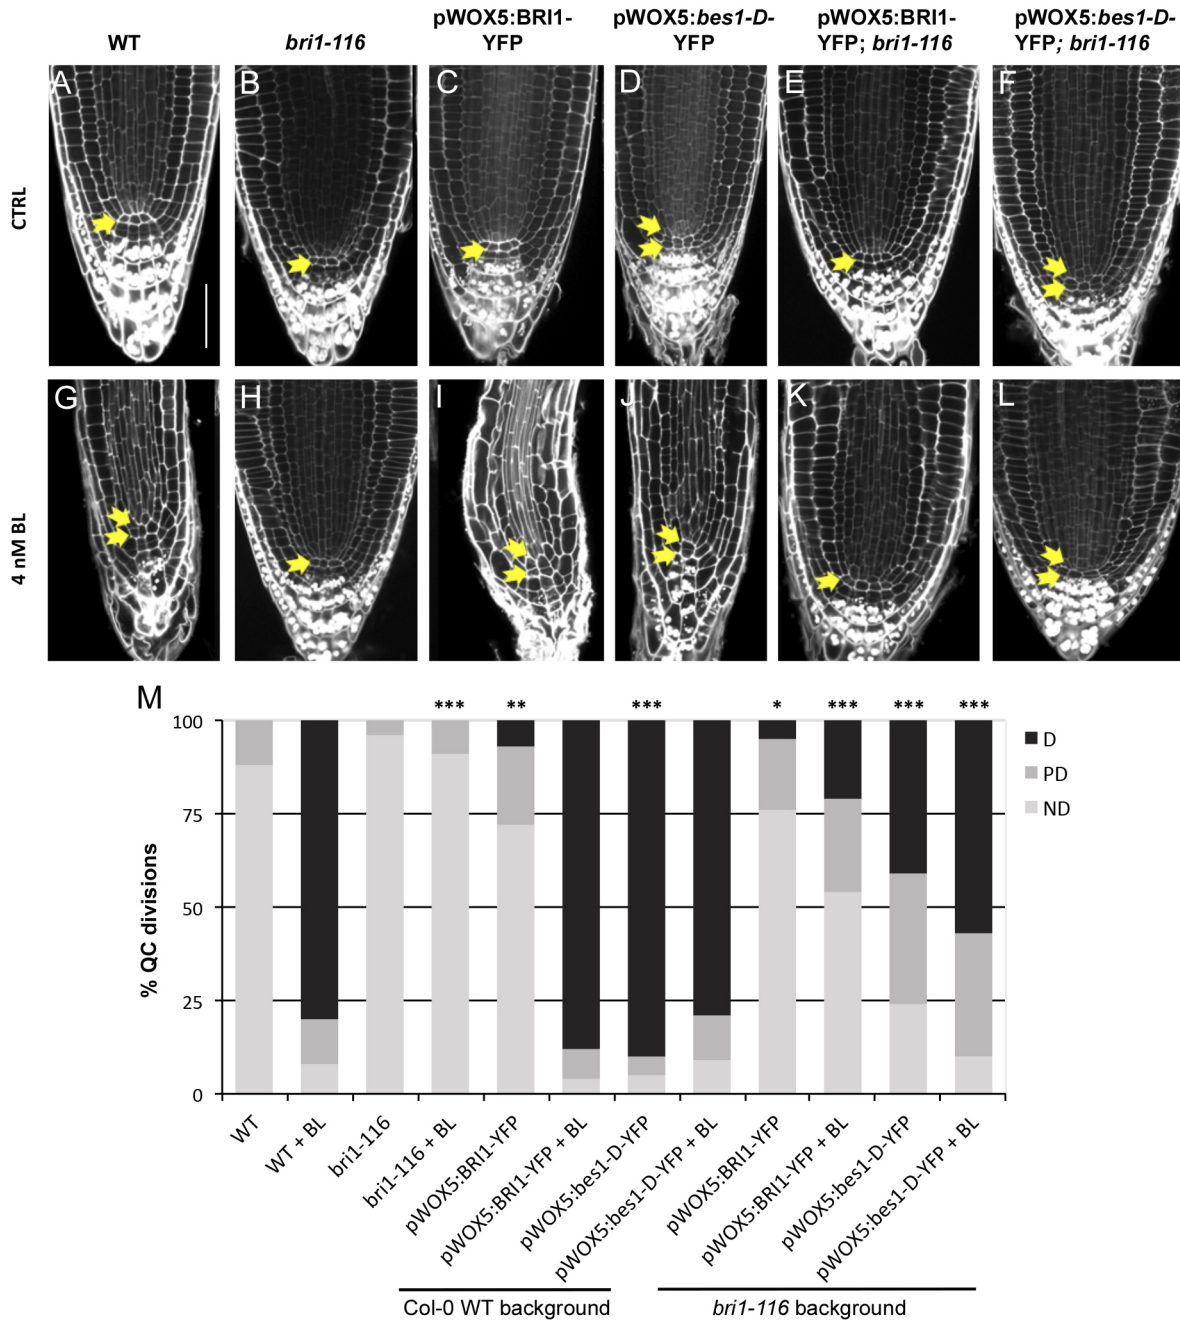 WT
bri1-116
pWOX5:BRI1-
YFP
pWOX5:bes1-D-
YFP
pWOX5:BRI1-
YFP; bri1-116
pWOX5:bes1-D-
YFP; bri1-116
CTRL
A
B
C
D
E
F
4 nM BL
G
H
I
J
K
L
M
*** ** *** * *** *** ***
% QC divisions
100
75
50
25
0
D
PD
ND
WT
WT + BL
bri1-116
bri1-116 + BL
pWOX5:BRI1-YFP
pWOX5:BRI1-YFP + BL
pWOX5:bes1-D-YFP
pWOX5:bes1-D-YFP + BL
pWOX5:BRI1-YFP
pWOX5:BRI1-YFP + BL
pWOX5:bes1-D-YFP
pWOX5:bes1-D-YFP + BL
Col-0 WT background
bri1-116 background